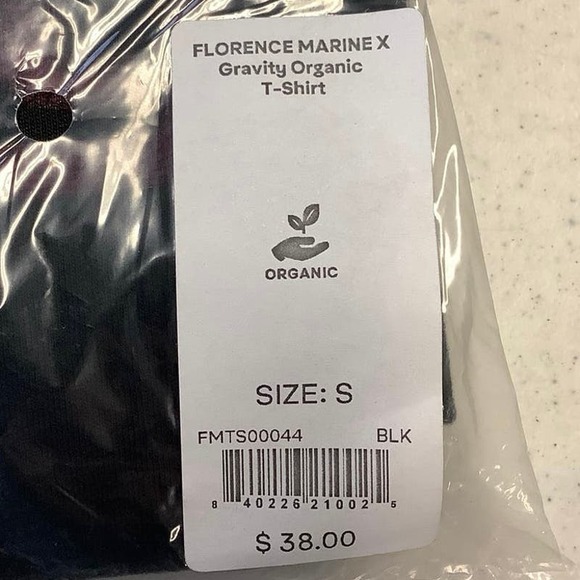 FLORENCE MARINE X
Gravity Organic
T-Shirt
ORGANIC
SIZE: S
FMTS00044 BLK
8 40226 21002 5
$ 38.00